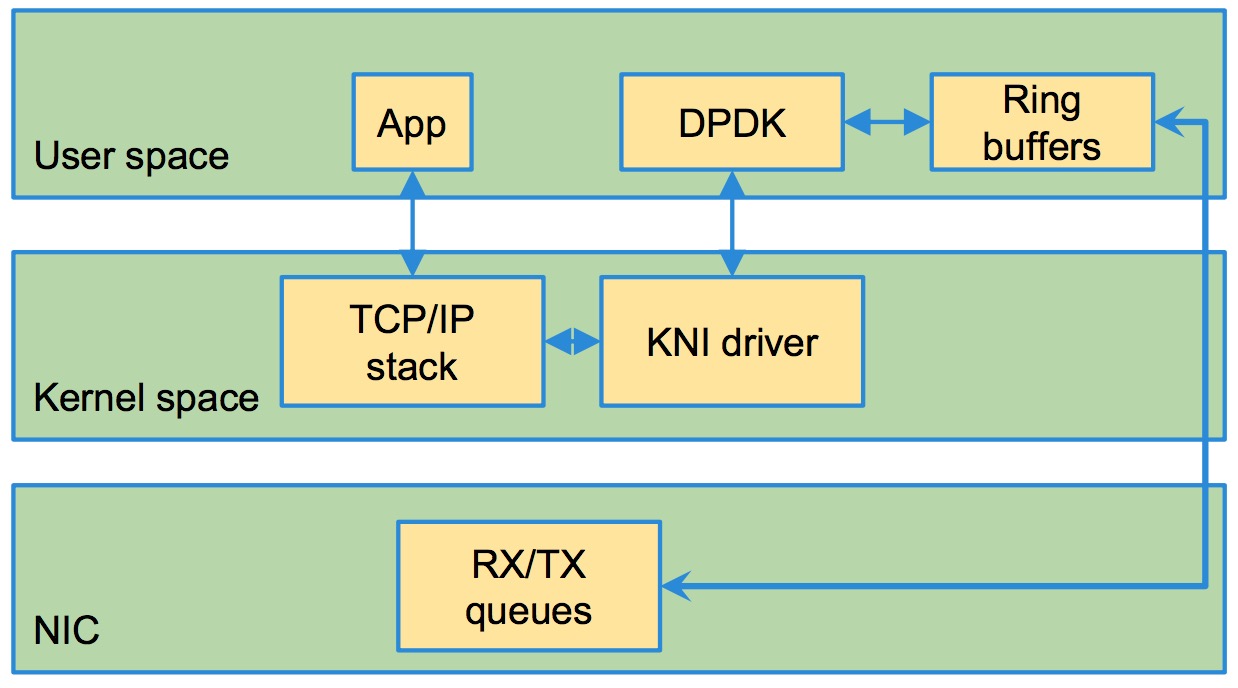 App
DPDK
Ring
buffers
User space
TCP/IP
stack
KNI driver
Kernel space
RX/TX
queues
NIC